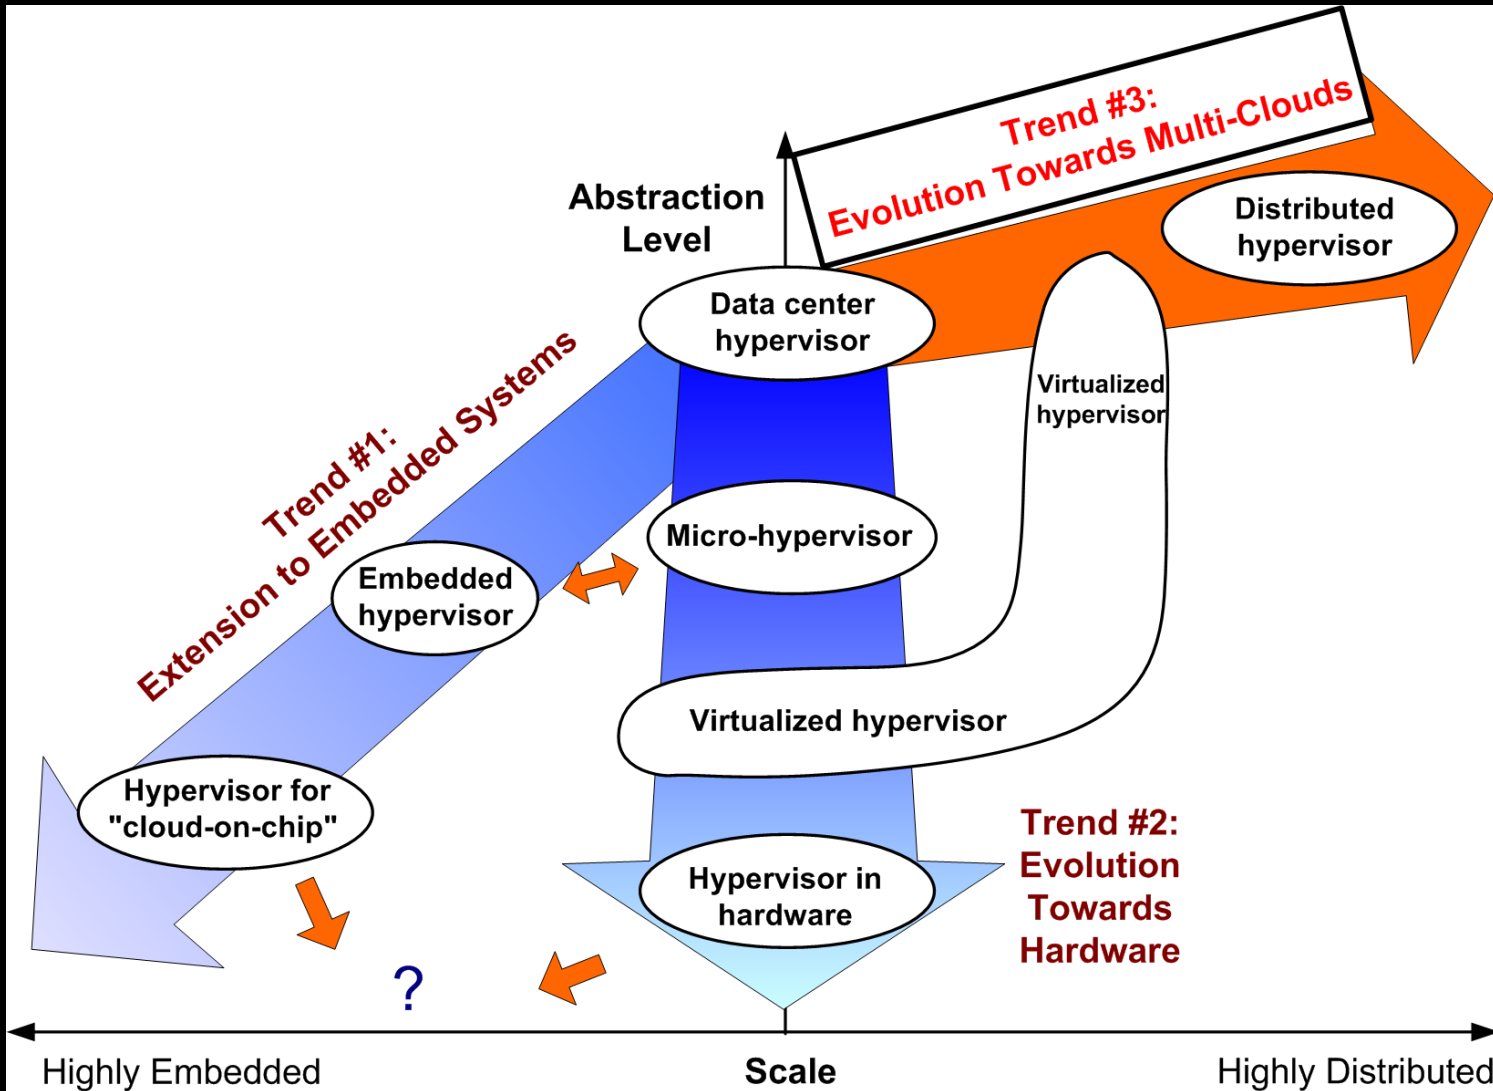 Trend #3:
Evolution Towards Multi-Clouds
Abstraction
Level
Distributed
hypervisor
Data center
hypervisor
Virtualized
hypervisor
Trend #1:
Extension to Embedded Systems
Micro-hypervisor
Embedded
hypervisor
Virtualized hypervisor
Hypervisor for
"cloud-on-chip"
Trend #2:
Evolution
Towards
Hardware
Hypervisor in
hardware
?
Highly Embedded
Scale
Highly Distributed